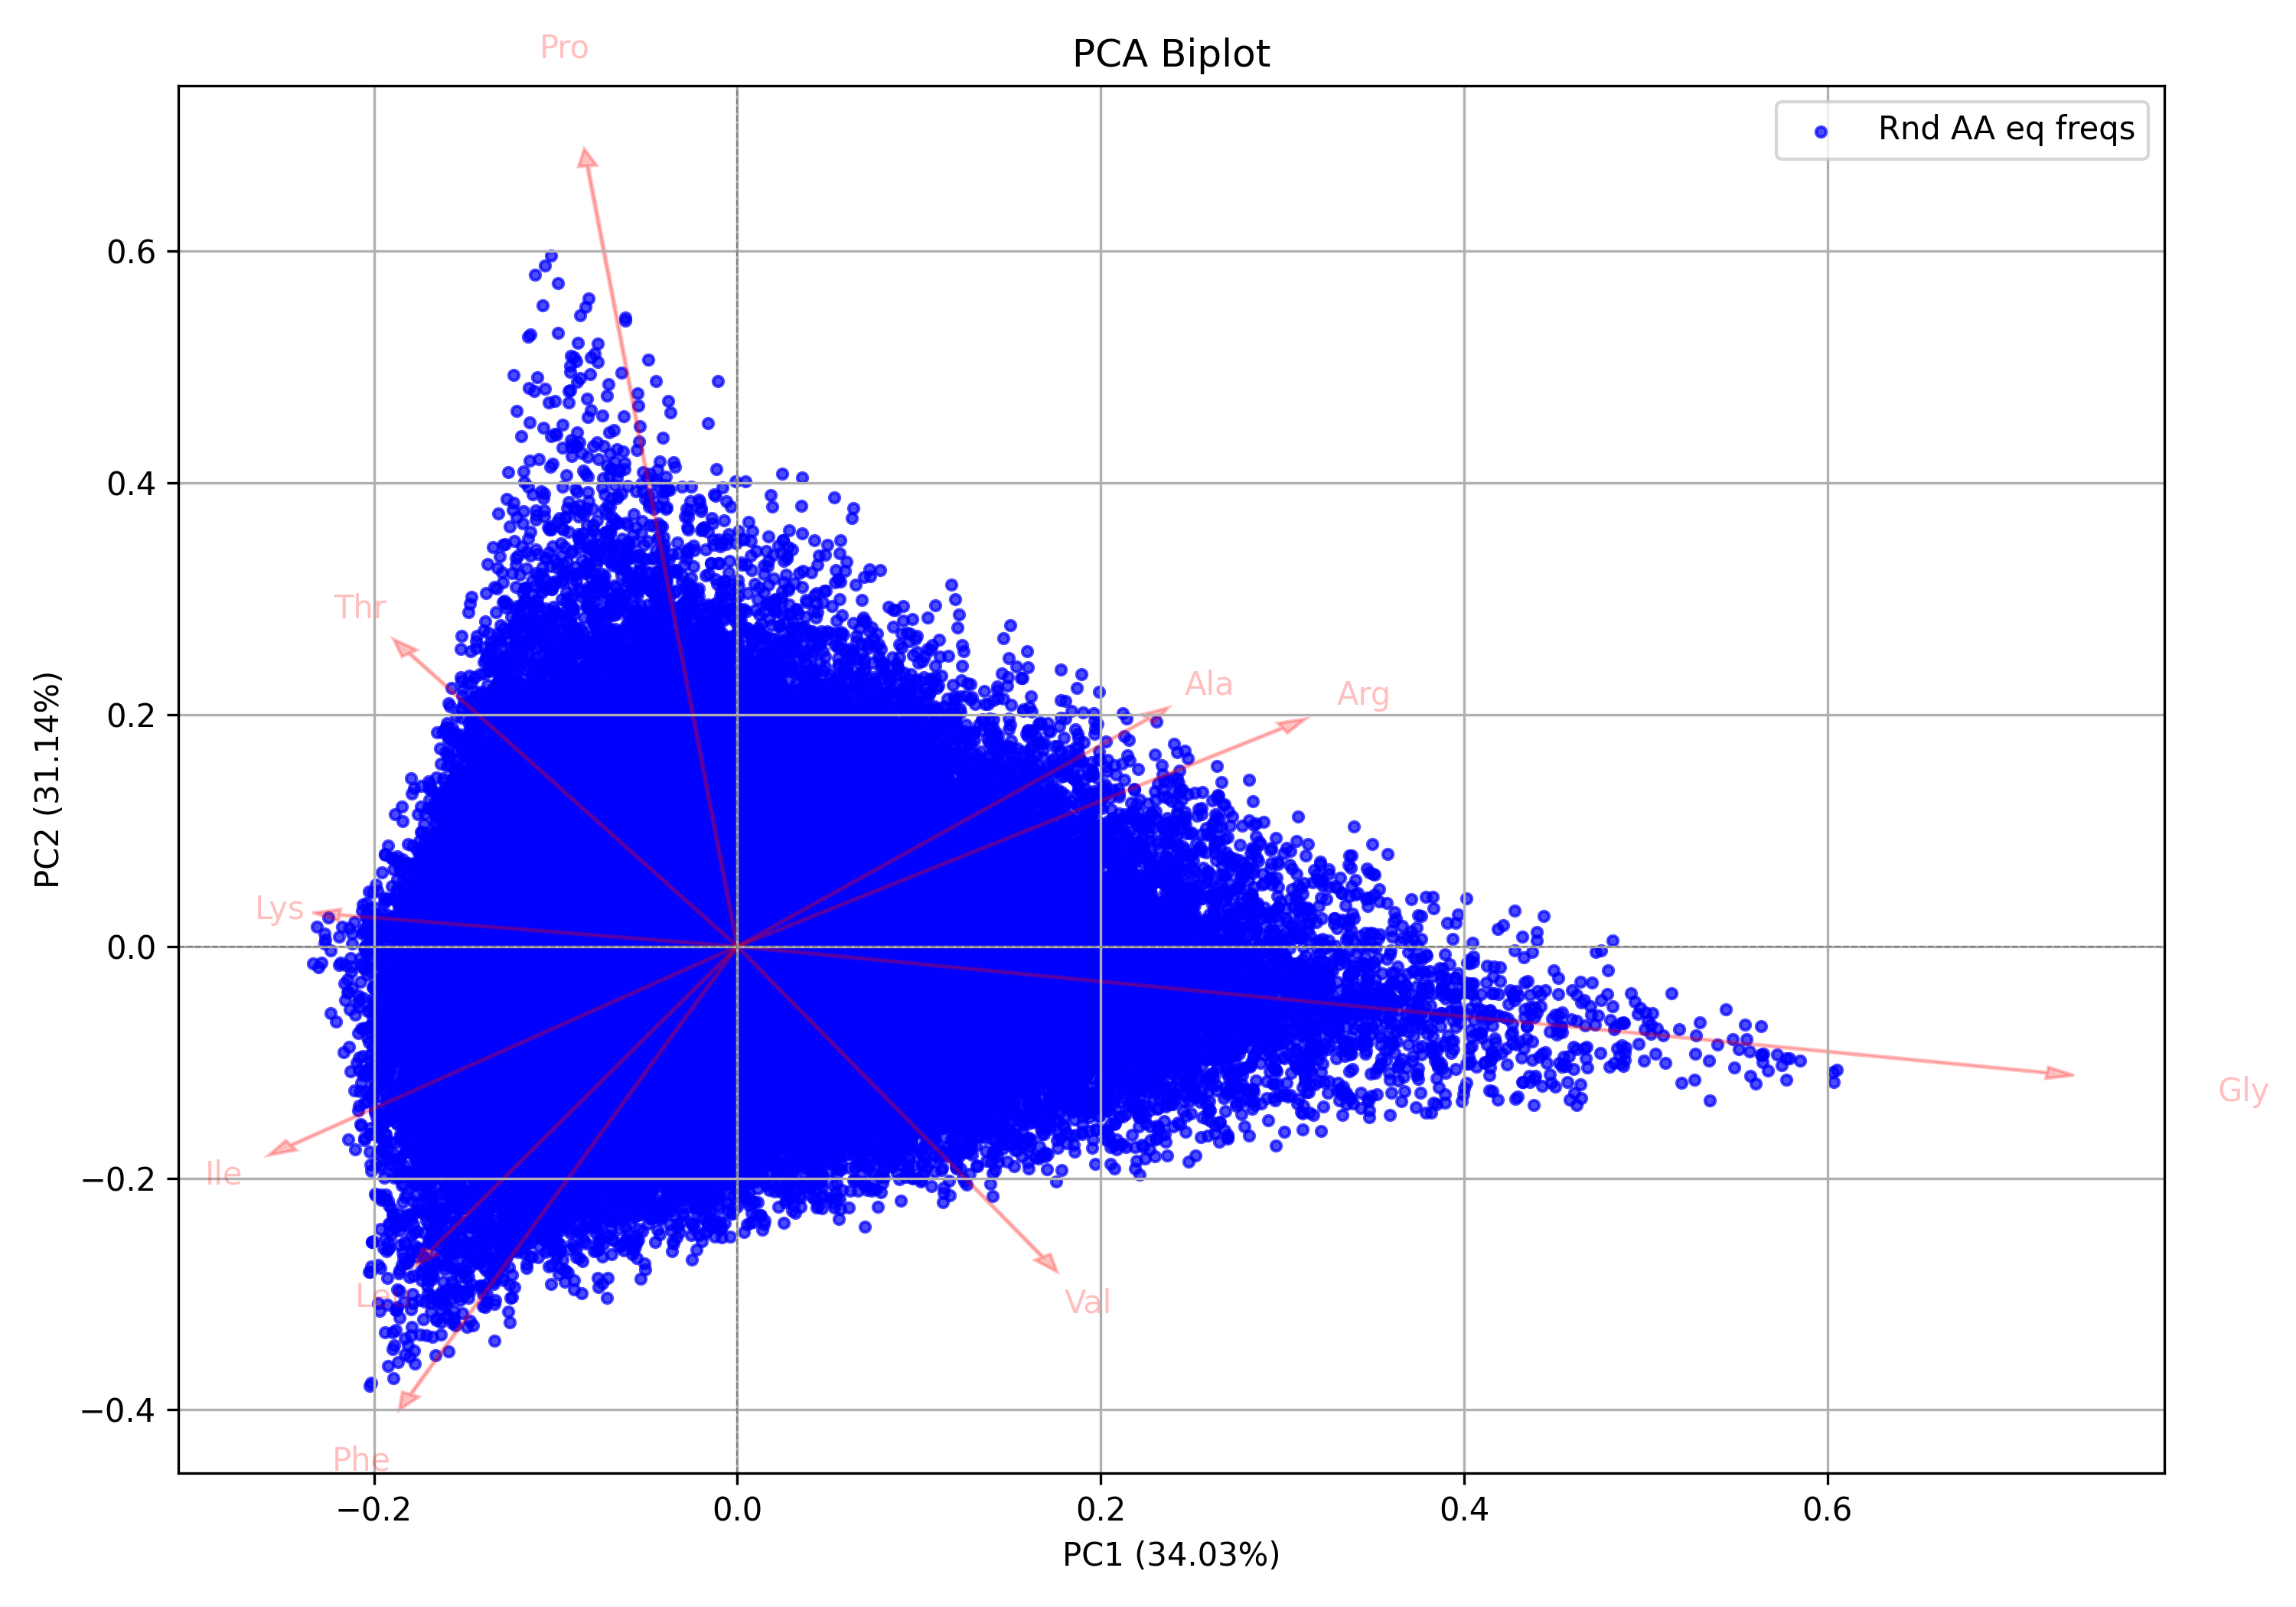 Pro
PCA Biplot
Rnd AA eq freqs
0.6
0.4
Thr
Ala
Arg
0.2
PC2 (31.14%)
Lys
0.0
Gly
Ile
−0.2
Val
Phe
−0.4
−0.2
0.0
0.2
0.4
0.6
PC1 (34.03%)